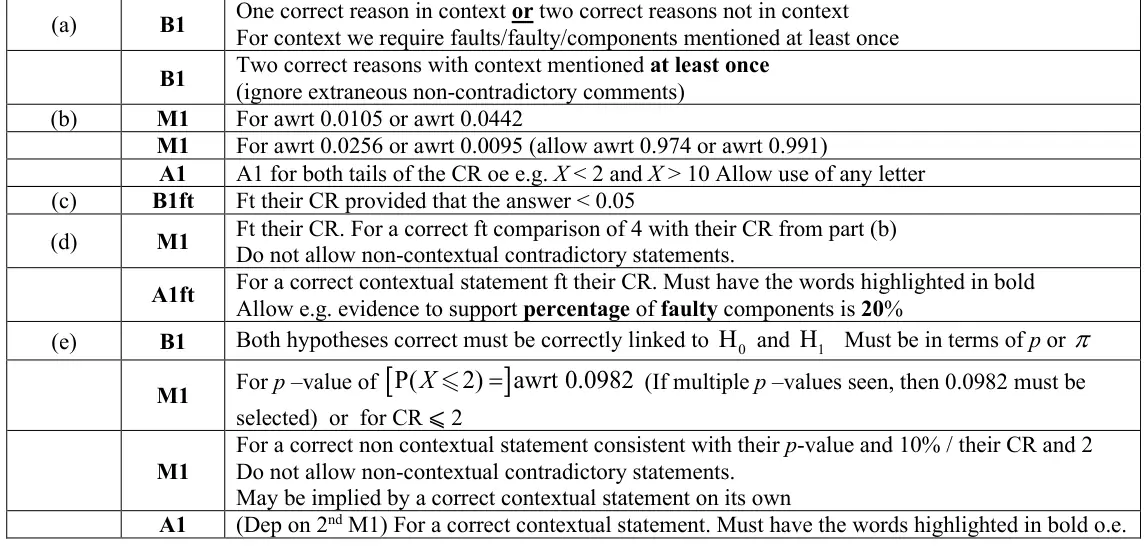 (a) B1 One correct reason in context or two correct reasons not in context
For context we require faults/faulty/components mentioned at least once
B1 Two correct reasons with context mentioned at least once
(ignore extraneous non-contradictory comments)
(b) M1 For awrt 0.0105 or awrt 0.0442
M1 For awrt 0.0256 or awrt 0.0095 (allow awrt 0.974 or awrt 0.991)
A1 A1 for both tails of the CR oe e.g. X < 2 and X > 10 Allow use of any letter
(c) B1ft Ft their CR provided that the answer < 0.05
(d) M1 Ft their CR. For a correct ft comparison of 4 with their CR from part (b)
Do not allow non-contextual contradictory statements.
A1ft For a correct contextual statement ft their CR. Must have the words highlighted in bold
Allow e.g. evidence to support percentage of faulty components is 20%
(e) B1 Both hypotheses correct must be correctly linked to H₀ and H₁ Must be in terms of p or π
M1 For p –value of [P(X ⩽ 2) =] awrt 0.0982 (If multiple p –values seen, then 0.0982 must be
selected) or for CR ⩽ 2
M1 For a correct non contextual statement consistent with their p-value and 10% / their CR and 2
Do not allow non-contextual contradictory statements.
May be implied by a correct contextual statement on its own
A1 (Dep on 2nd M1) For a correct contextual statement. Must have the words highlighted in bold o.e.